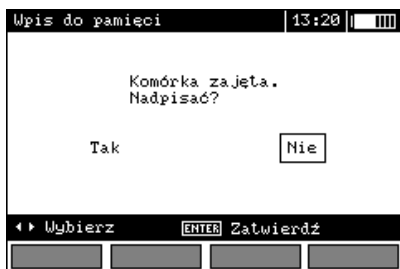 Wpis do pamięci 13:20
Komórka zajęta.
Nadpisać?
Tak Nie
Wybierz ENTER Zatwierdź